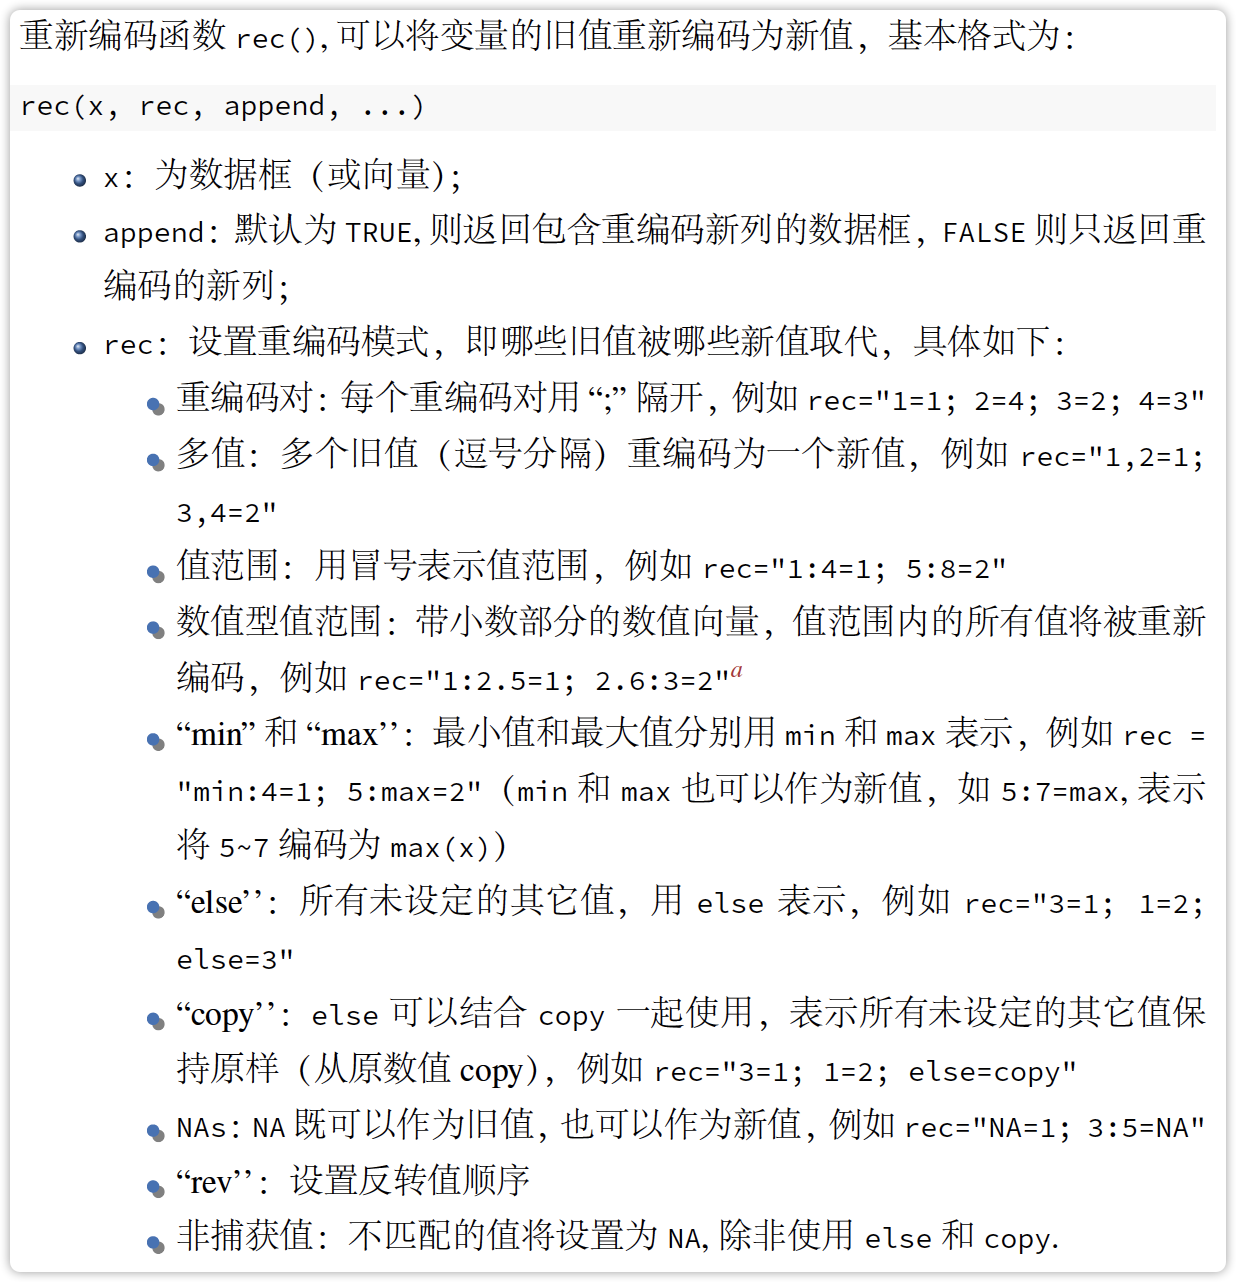 重新编码函数 rec(), 可以将变量的旧值重新编码为新值，基本格式为：
rec(x, rec, append, ...)
x：为数据框（或向量）；
append：默认为 TRUE, 则返回包含重编码新列的数据框，FALSE 则只返回重
编码的新列；
rec：设置重编码模式，即哪些旧值被哪些新值取代，具体如下：
重编码对：每个重编码对用 “;” 隔开，例如 rec="1=1; 2=4; 3=2; 4=3"
多值：多个旧值（逗号分隔）重编码为一个新值，例如 rec="1,2=1;
3,4=2"
值范围：用冒号表示值范围，例如 rec="1:4=1; 5:8=2"
数值型值范围：带小数部分的数值向量，值范围内的所有值将被重新
编码，例如 rec="1:2.5=1; 2.6:3=2"a
“min” 和 “max’’：最小值和最大值分别用 min 和 max 表示，例如 rec =
"min:4=1; 5:max=2"（min 和 max 也可以作为新值，如 5:7=max, 表示
将 5~7 编码为 max(x)）
“else’’：所有未设定的其它值，用 else 表示，例如 rec="3=1; 1=2;
else=3"
“copy’’：else 可以结合 copy 一起使用，表示所有未设定的其它值保
持原样（从原数值 copy），例如 rec="3=1; 1=2; else=copy"
NAs：NA 既可以作为旧值，也可以作为新值，例如 rec="NA=1; 3:5=NA"
“rev’’：设置反转值顺序
非捕获值：不匹配的值将设置为 NA, 除非使用 else 和 copy.